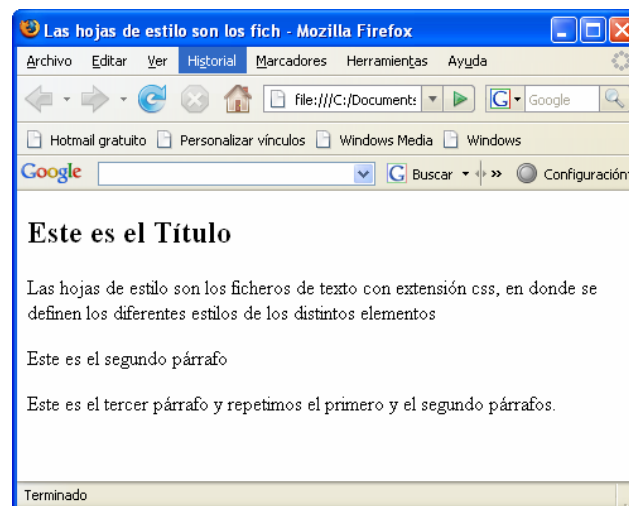 Las hojas de estilo son los fich - Mozilla Firefox
Archivo Editar Ver Historial Marcadores Herramientas Ayuda
file:///C:/Documents G Google
Hotmail gratuito Personalizar vínculos Windows Media Windows
Google G Buscar » Configuración
Este es el Título
Las hojas de estilo son los ficheros de texto con extensión css, en donde se
definen los diferentes estilos de los distintos elementos
Este es el segundo párrafo
Este es el tercer párrafo y repetimos el primero y el segundo párrafos.
Terminado